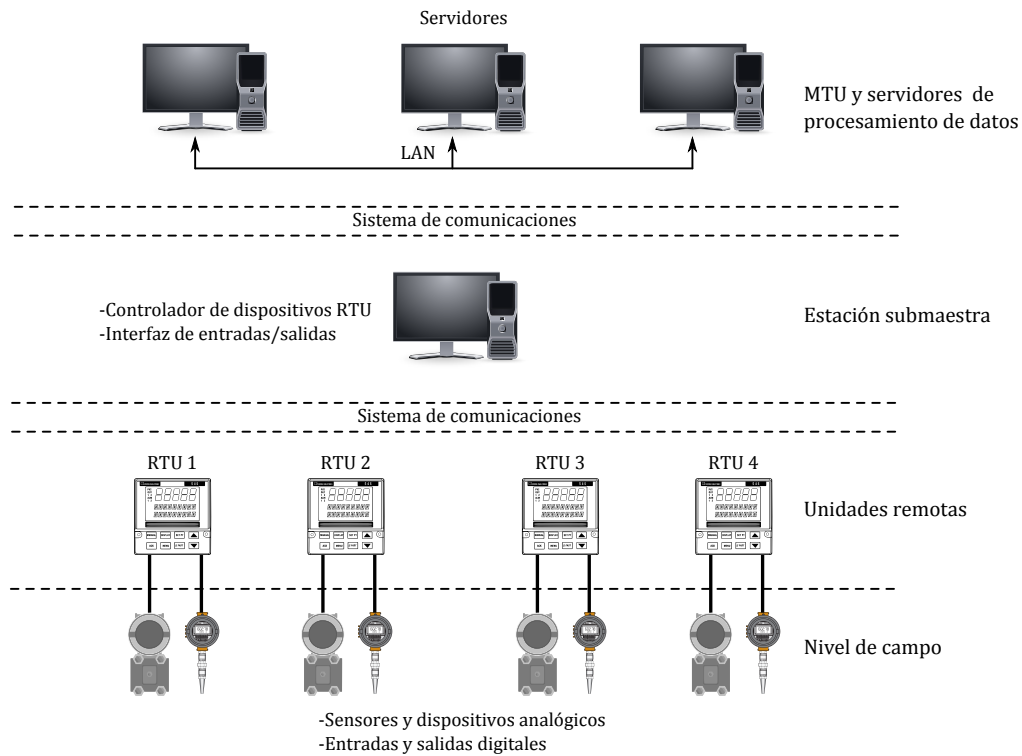 Servidores
MTU y servidores de
procesamiento de datos
LAN
Sistema de comunicaciones
-Controlador de dispositivos RTU
-Interfaz de entradas/salidas
Estación submaestra
Sistema de comunicaciones
RTU 1
RTU 2
RTU 3
RTU 4
Unidades remotas
Nivel de campo
-Sensores y dispositivos analógicos
-Entradas y salidas digitales